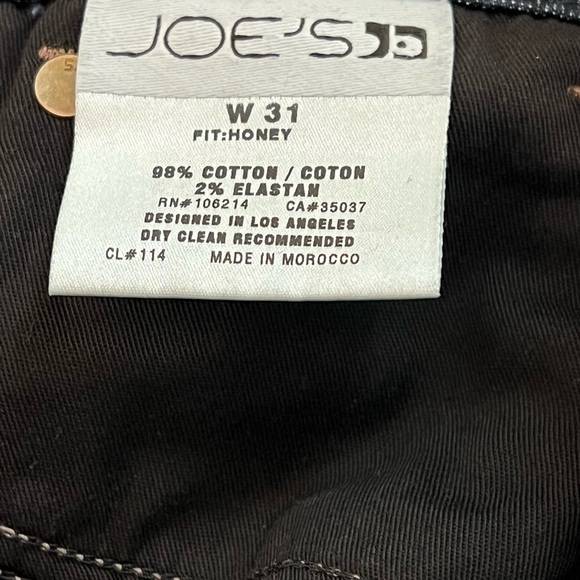 JOE'S
W 31
FIT:HONEY
98% COTTON / COTON
2% ELASTAN
RN#106214 CA#35037
DESIGNED IN LOS ANGELES
DRY CLEAN RECOMMENDED
CL#114 MADE IN MOROCCO